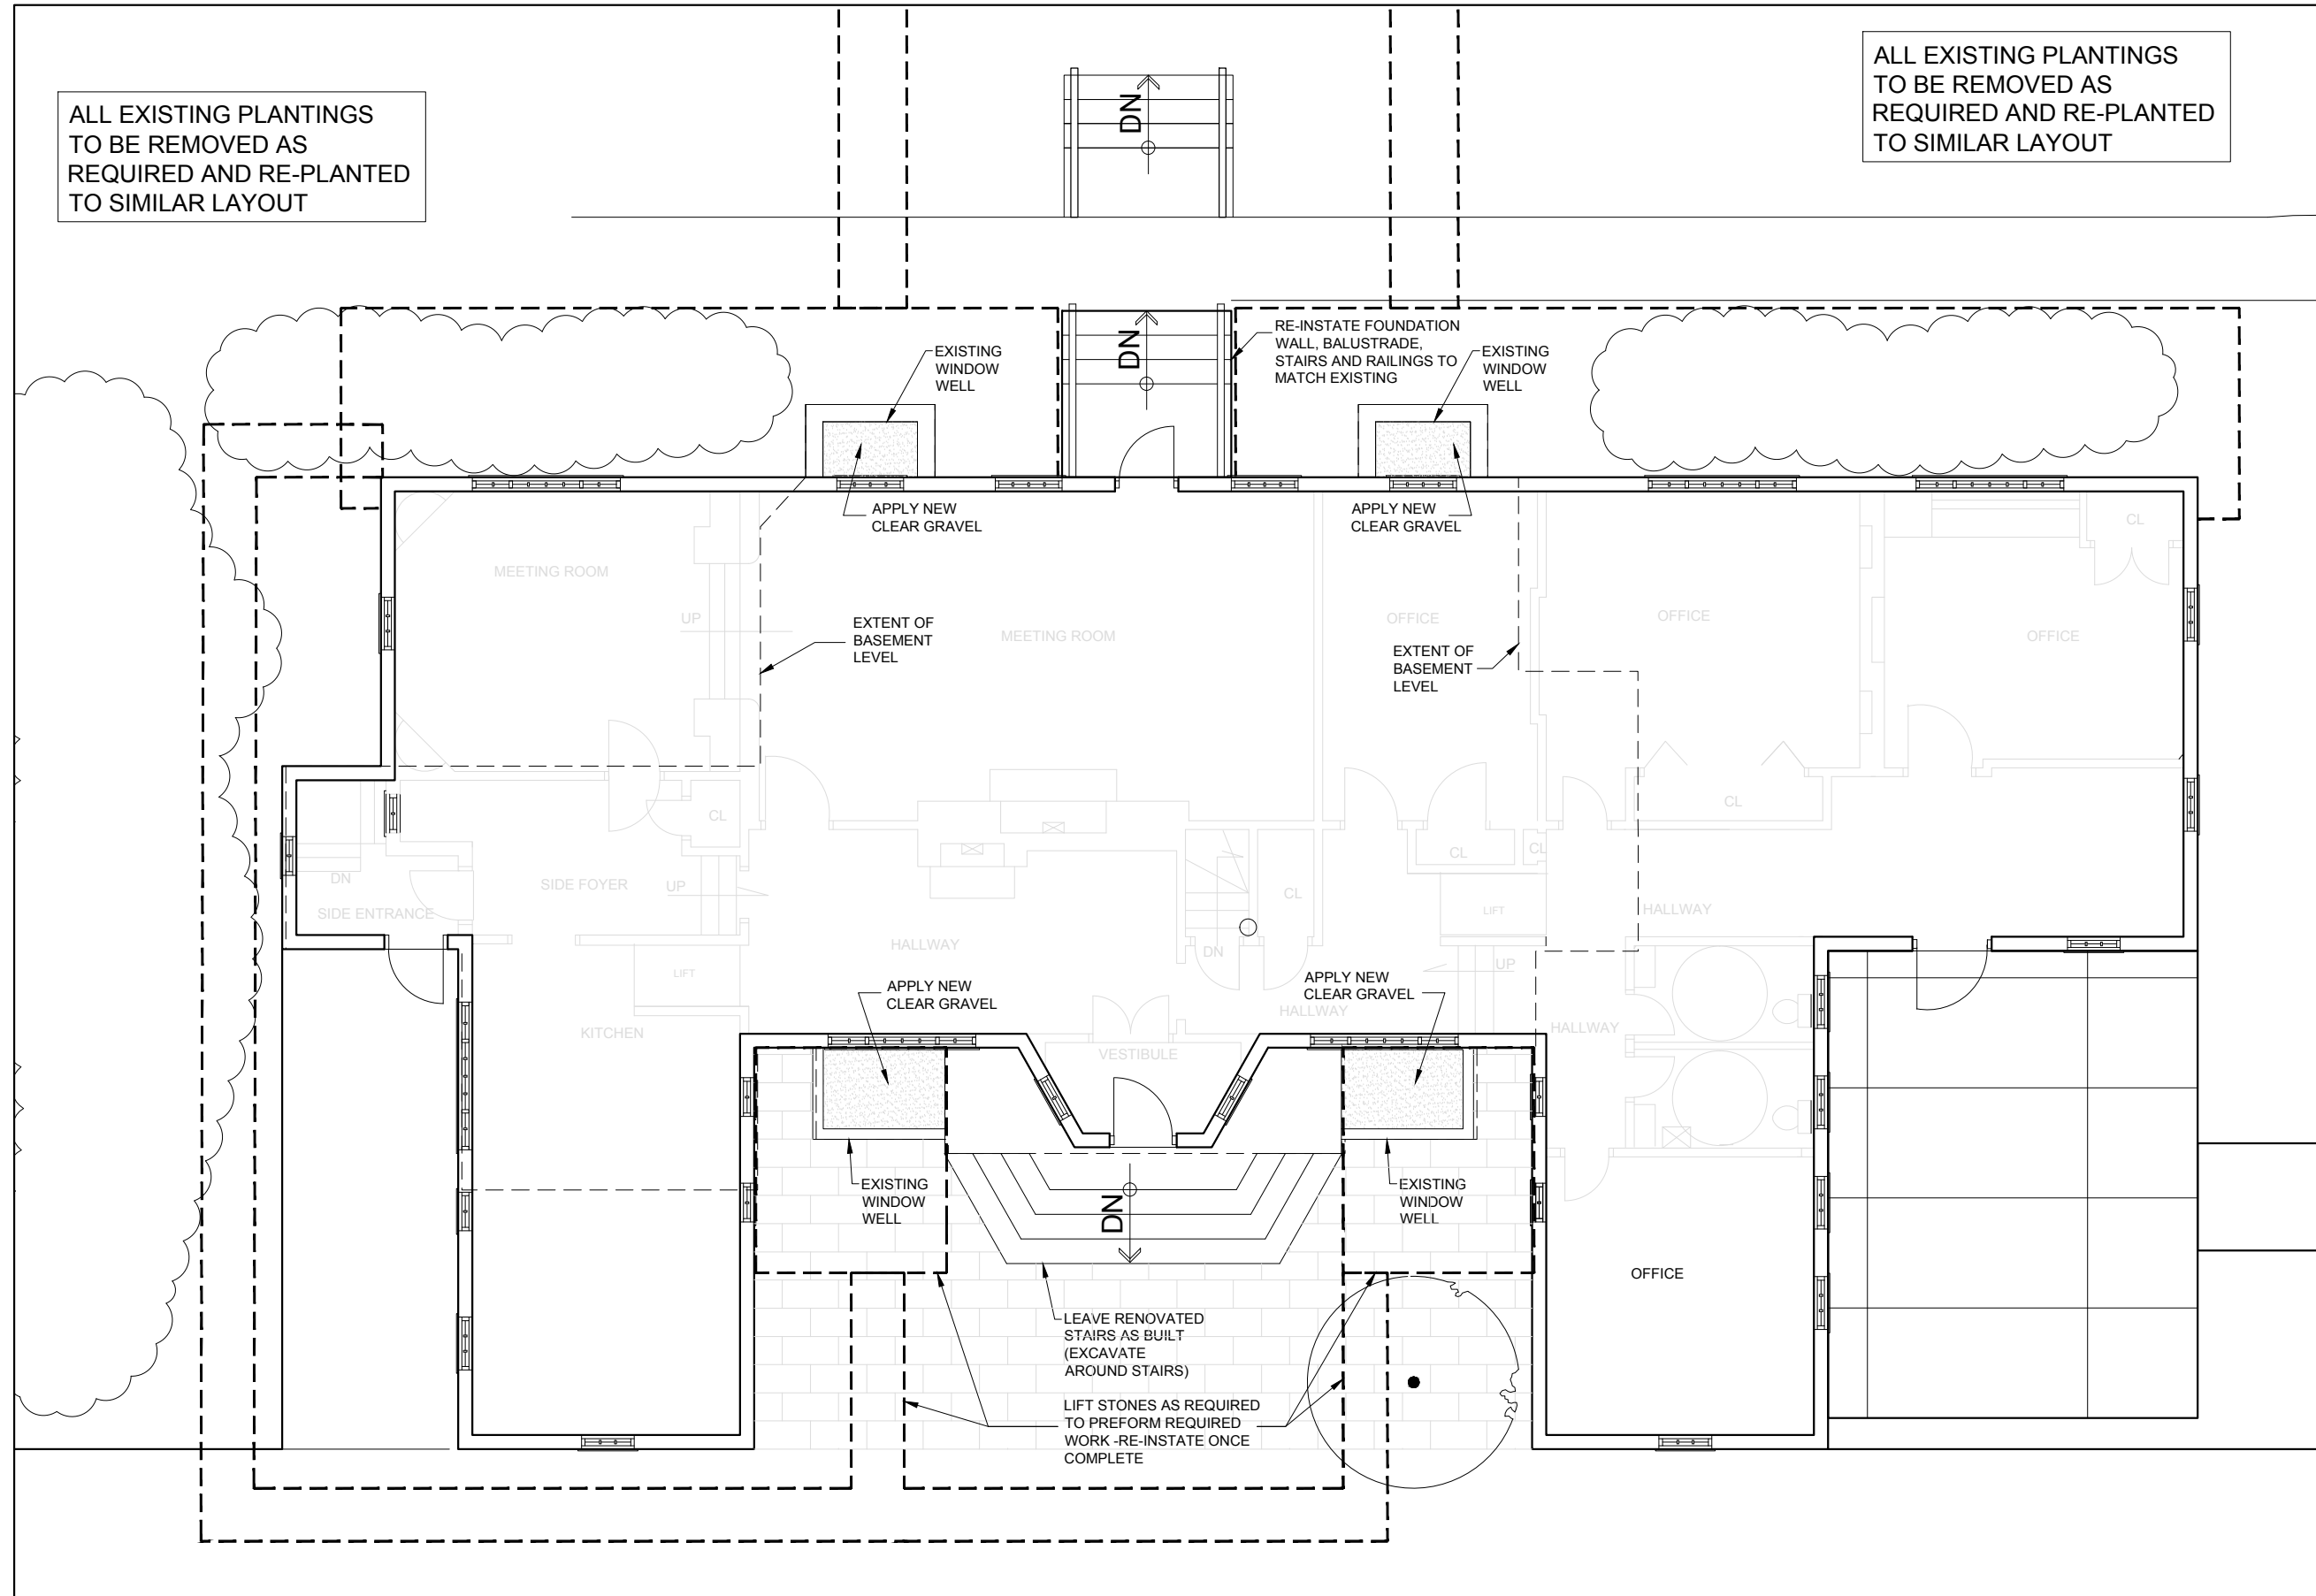 ALL EXISTING PLANTINGS
TO BE REMOVED AS
REQUIRED AND RE-PLANTED
TO SIMILAR LAYOUT
ALL EXISTING PLANTINGS
TO BE REMOVED AS
REQUIRED AND RE-PLANTED
TO SIMILAR LAYOUT
DN
DN
EXISTING
WINDOW
WELL
RE-INSTATE FOUNDATION
WALL, BALUSTRADE,
STAIRS AND RAILINGS TO
MATCH EXISTING
EXISTING
WINDOW
WELL
APPLY NEW
CLEAR GRAVEL
APPLY NEW
CLEAR GRAVEL
CL
MEETING ROOM
UP
EXTENT OF
BASEMENT
LEVEL
MEETING ROOM
OFFICE
EXTENT OF
BASEMENT
LEVEL
OFFICE
OFFICE
CL
CL
CL
CL
DN
SIDE FOYER
UP
CL
LIFT
SIDE ENTRANCE
HALLWAY
HALLWAY
DN
UP
LIFT
KITCHEN
APPLY NEW
CLEAR GRAVEL
APPLY NEW
CLEAR GRAVEL
HALLWAY
HALLWAY
VESTIBULE
EXISTING
WINDOW
WELL
DN
EXISTING
WINDOW
WELL
OFFICE
LEAVE RENOVATED
STAIRS AS BUILT
(EXCAVATE
AROUND STAIRS)
LIFT STONES AS REQUIRED
TO PREFORM REQUIRED
WORK -RE-INSTATE ONCE
COMPLETE